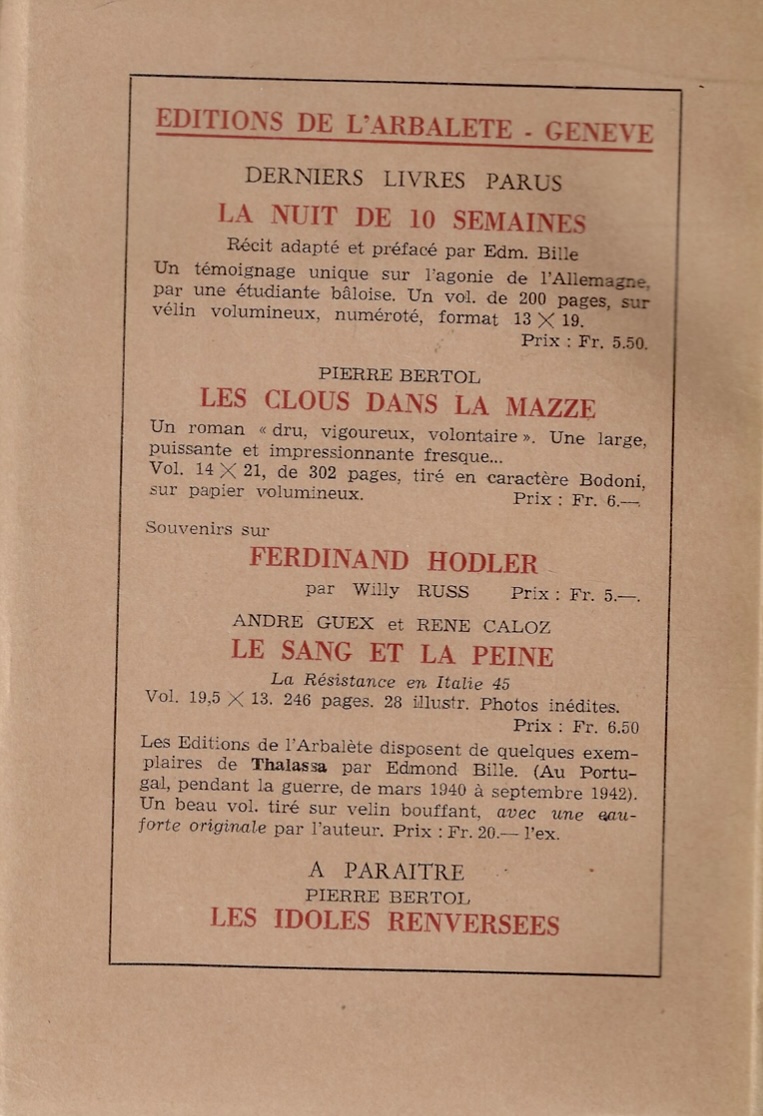 EDITIONS DE L'ARBALETE - GENEVE
DERNIERS LIVRES PARUS
LA NUIT DE 10 SEMAINES
Récit adapté et préfacé par Edm. Bille
Un témoignage unique sur l'agonie de l'Allemagne,
par une étudiante bâloise. Un vol. de 200 pages, sur
vélin volumineux, numéroté, format 13 × 19.
Prix : Fr. 5.50.
PIERRE BERTOL
LES CLOUS DANS LA MAZZE
Un roman « dru, vigoureux, volontaire ». Une large,
puissante et impressionnante fresque...
Vol. 14 × 21, de 302 pages, tiré en caractère Bodoni,
sur papier volumineux. Prix : Fr. 6.—.
Souvenirs sur
FERDINAND HODLER
par Willy RUSS Prix : Fr. 5.—.
ANDRE GUEX et RENE CALOZ
LE SANG ET LA PEINE
La Résistance en Italie 45
Vol. 19,5 × 13. 246 pages. 28 illustr. Photos inédites.
Prix : Fr. 6.50
Les Editions de l'Arbalète disposent de quelques exem-
plaires de Thalassa par Edmond Bille. (Au Portu-
gal, pendant la guerre, de mars 1940 à septembre 1942).
Un beau vol. tiré sur velin bouffant, avec une eau-
forte originale par l'auteur. Prix : Fr. 20.— l'ex.
A PARAITRE
PIERRE BERTOL
LES IDOLES RENVERSEES